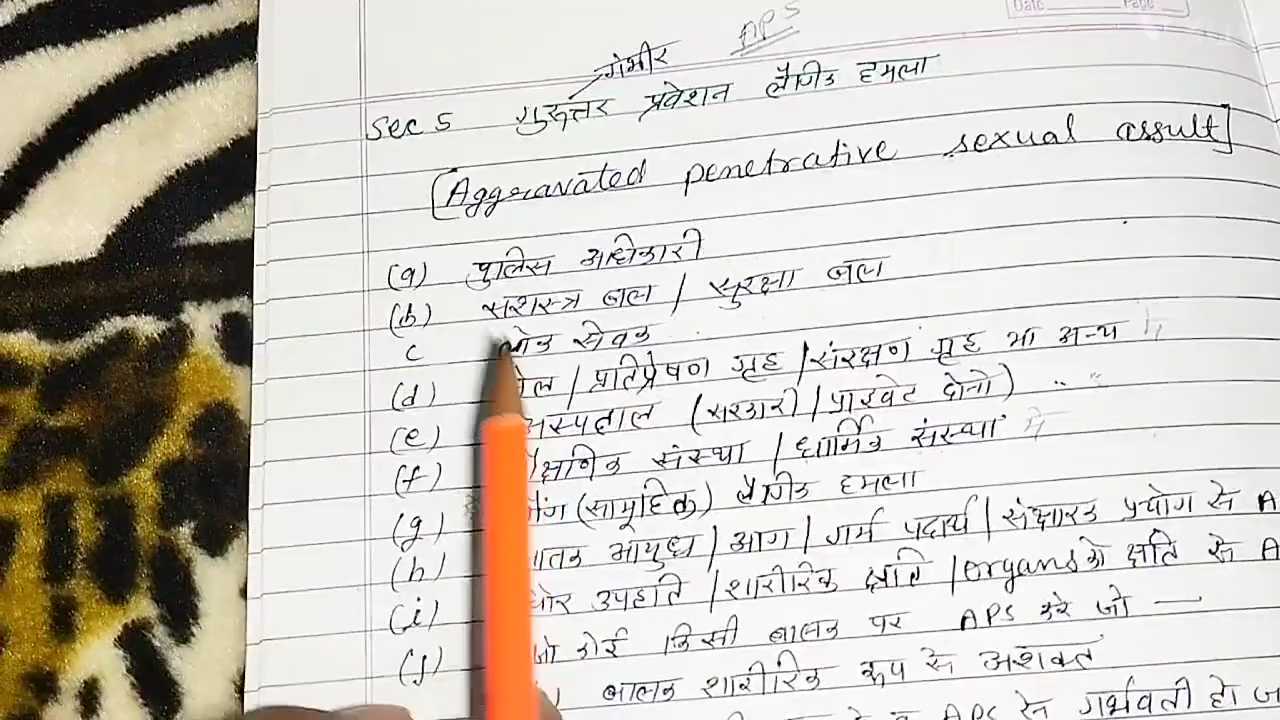 Date Page
APS
गंभीर
Sec 5 गुरूत्तर प्रवेशन लैंगिक हमला
[Aggravated penetrative sexual assult]
(a) पुलिस अधिकारी
(b) सशस्त्र बल / सुरक्षा बल
c लोक सेवक
(d) / प्रतिप्रेषण गृह / संरक्षण गृह या अन्य में
(e) अस्पताल (सरकारी / प्राइवेट दोनो) .. "
(f) संस्था / धार्मिक संस्था में
(g) (सामूहिक) लैंगिक हमला
(h) आयुध / आग / गर्म पदार्थ / संक्षारक प्रयोग से A
(i) उपहति / शारीरिक क्षति / organs को क्षति से A
(j) जो कोई किसी बालक पर APS करे जो —
बालक शारीरिक रूप से अशक्त
APS से गर्भवती हो